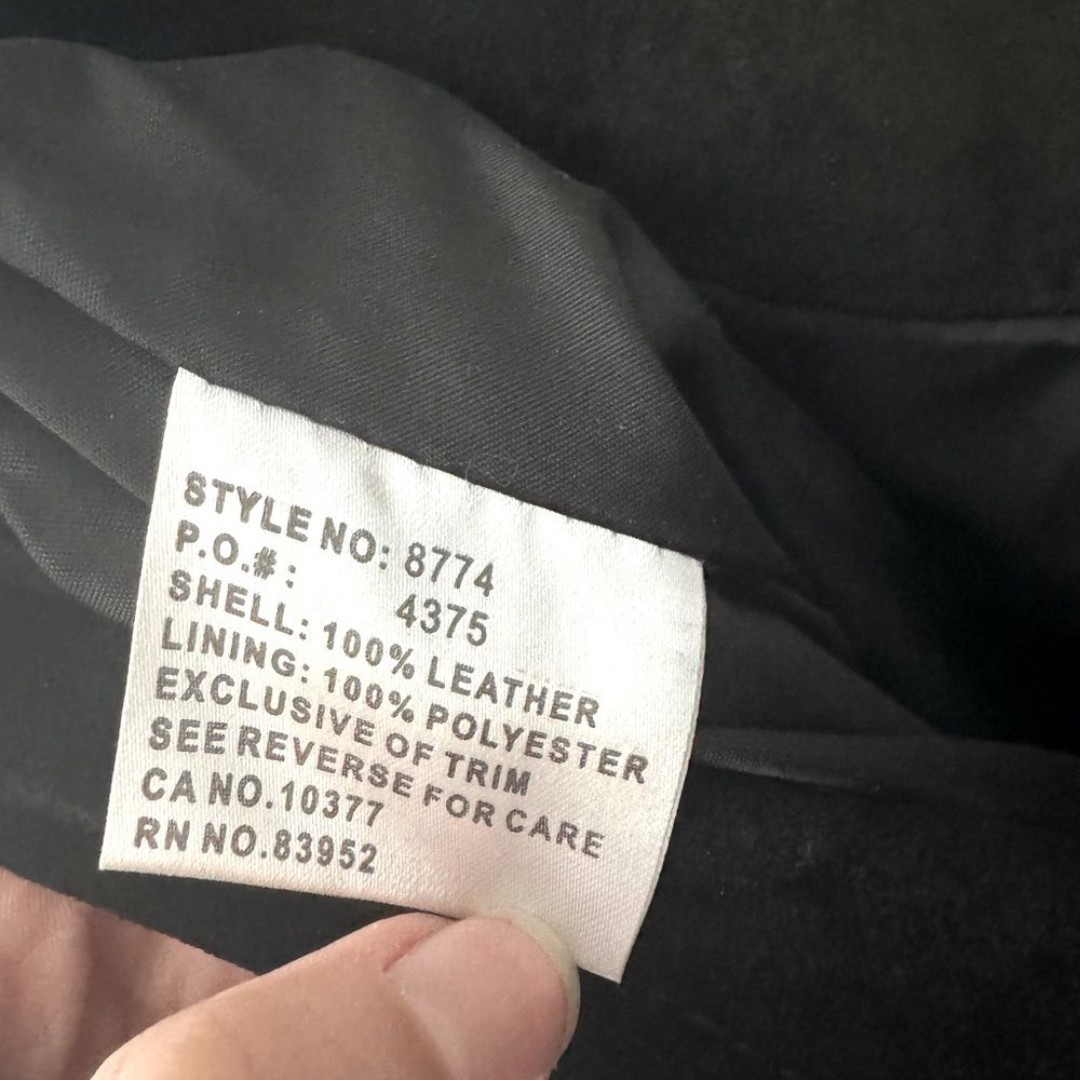 STYLE NO: 8774
P.O.#: 4375
SHELL: 100% LEATHER
LINING: 100% POLYESTER
EXCLUSIVE OF TRIM
SEE REVERSE FOR CARE
CA NO.10377
RN NO.83952